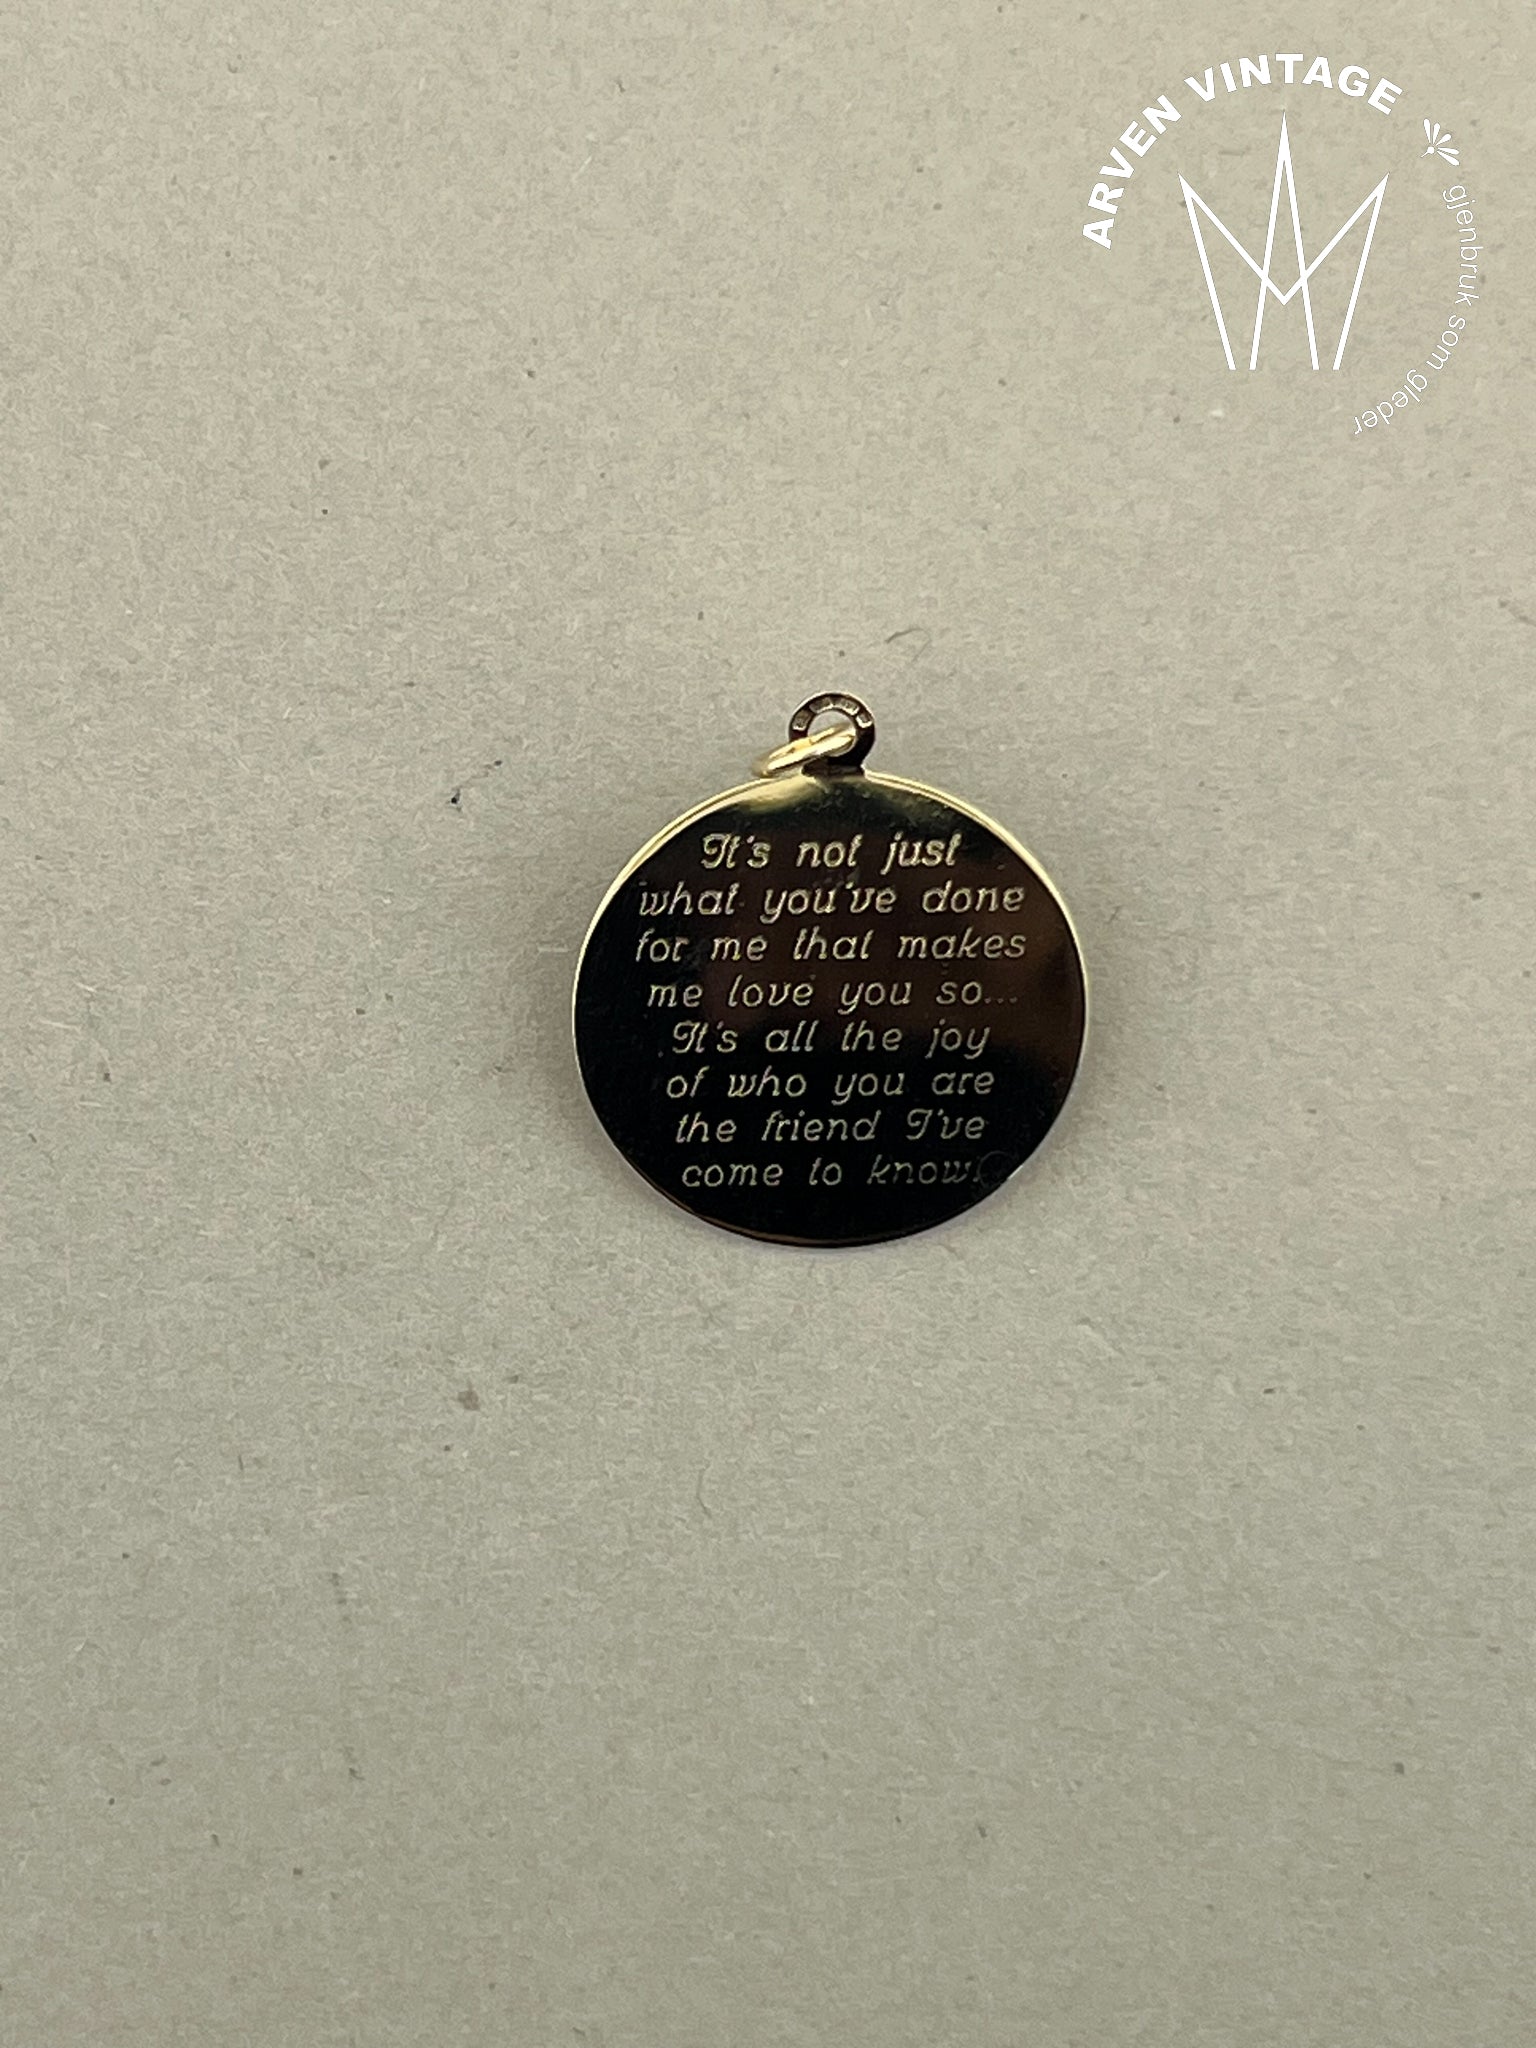 ARVEN VINTAGE
gjenbruk som gleder
It's not just
what you've done
for me that makes
me love you so...
It's all the joy
of who you are
the friend I've
come to know.